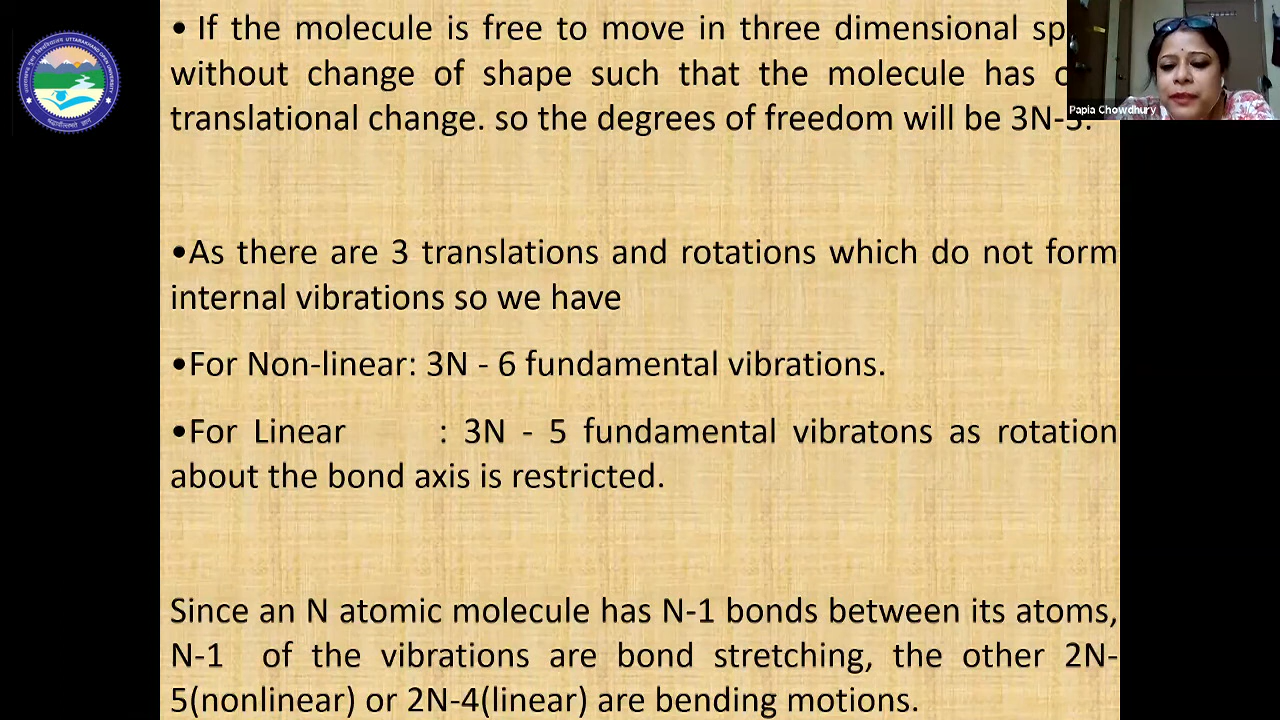 • If the molecule is free to move in three dimensional
without change of shape such that the molecule has
translational change. so the degrees of freedom will be
•As there are 3 translations and rotations which do not form
internal vibrations so we have
•For Non-linear: 3N - 6 fundamental vibrations.
•For Linear : 3N - 5 fundamental vibratons as rotation
about the bond axis is restricted.
Since an N atomic molecule has N-1 bonds between its atoms,
N-1 of the vibrations are bond stretching, the other 2N-
5(nonlinear) or 2N-4(linear) are bending motions.
Papia Chowdhury